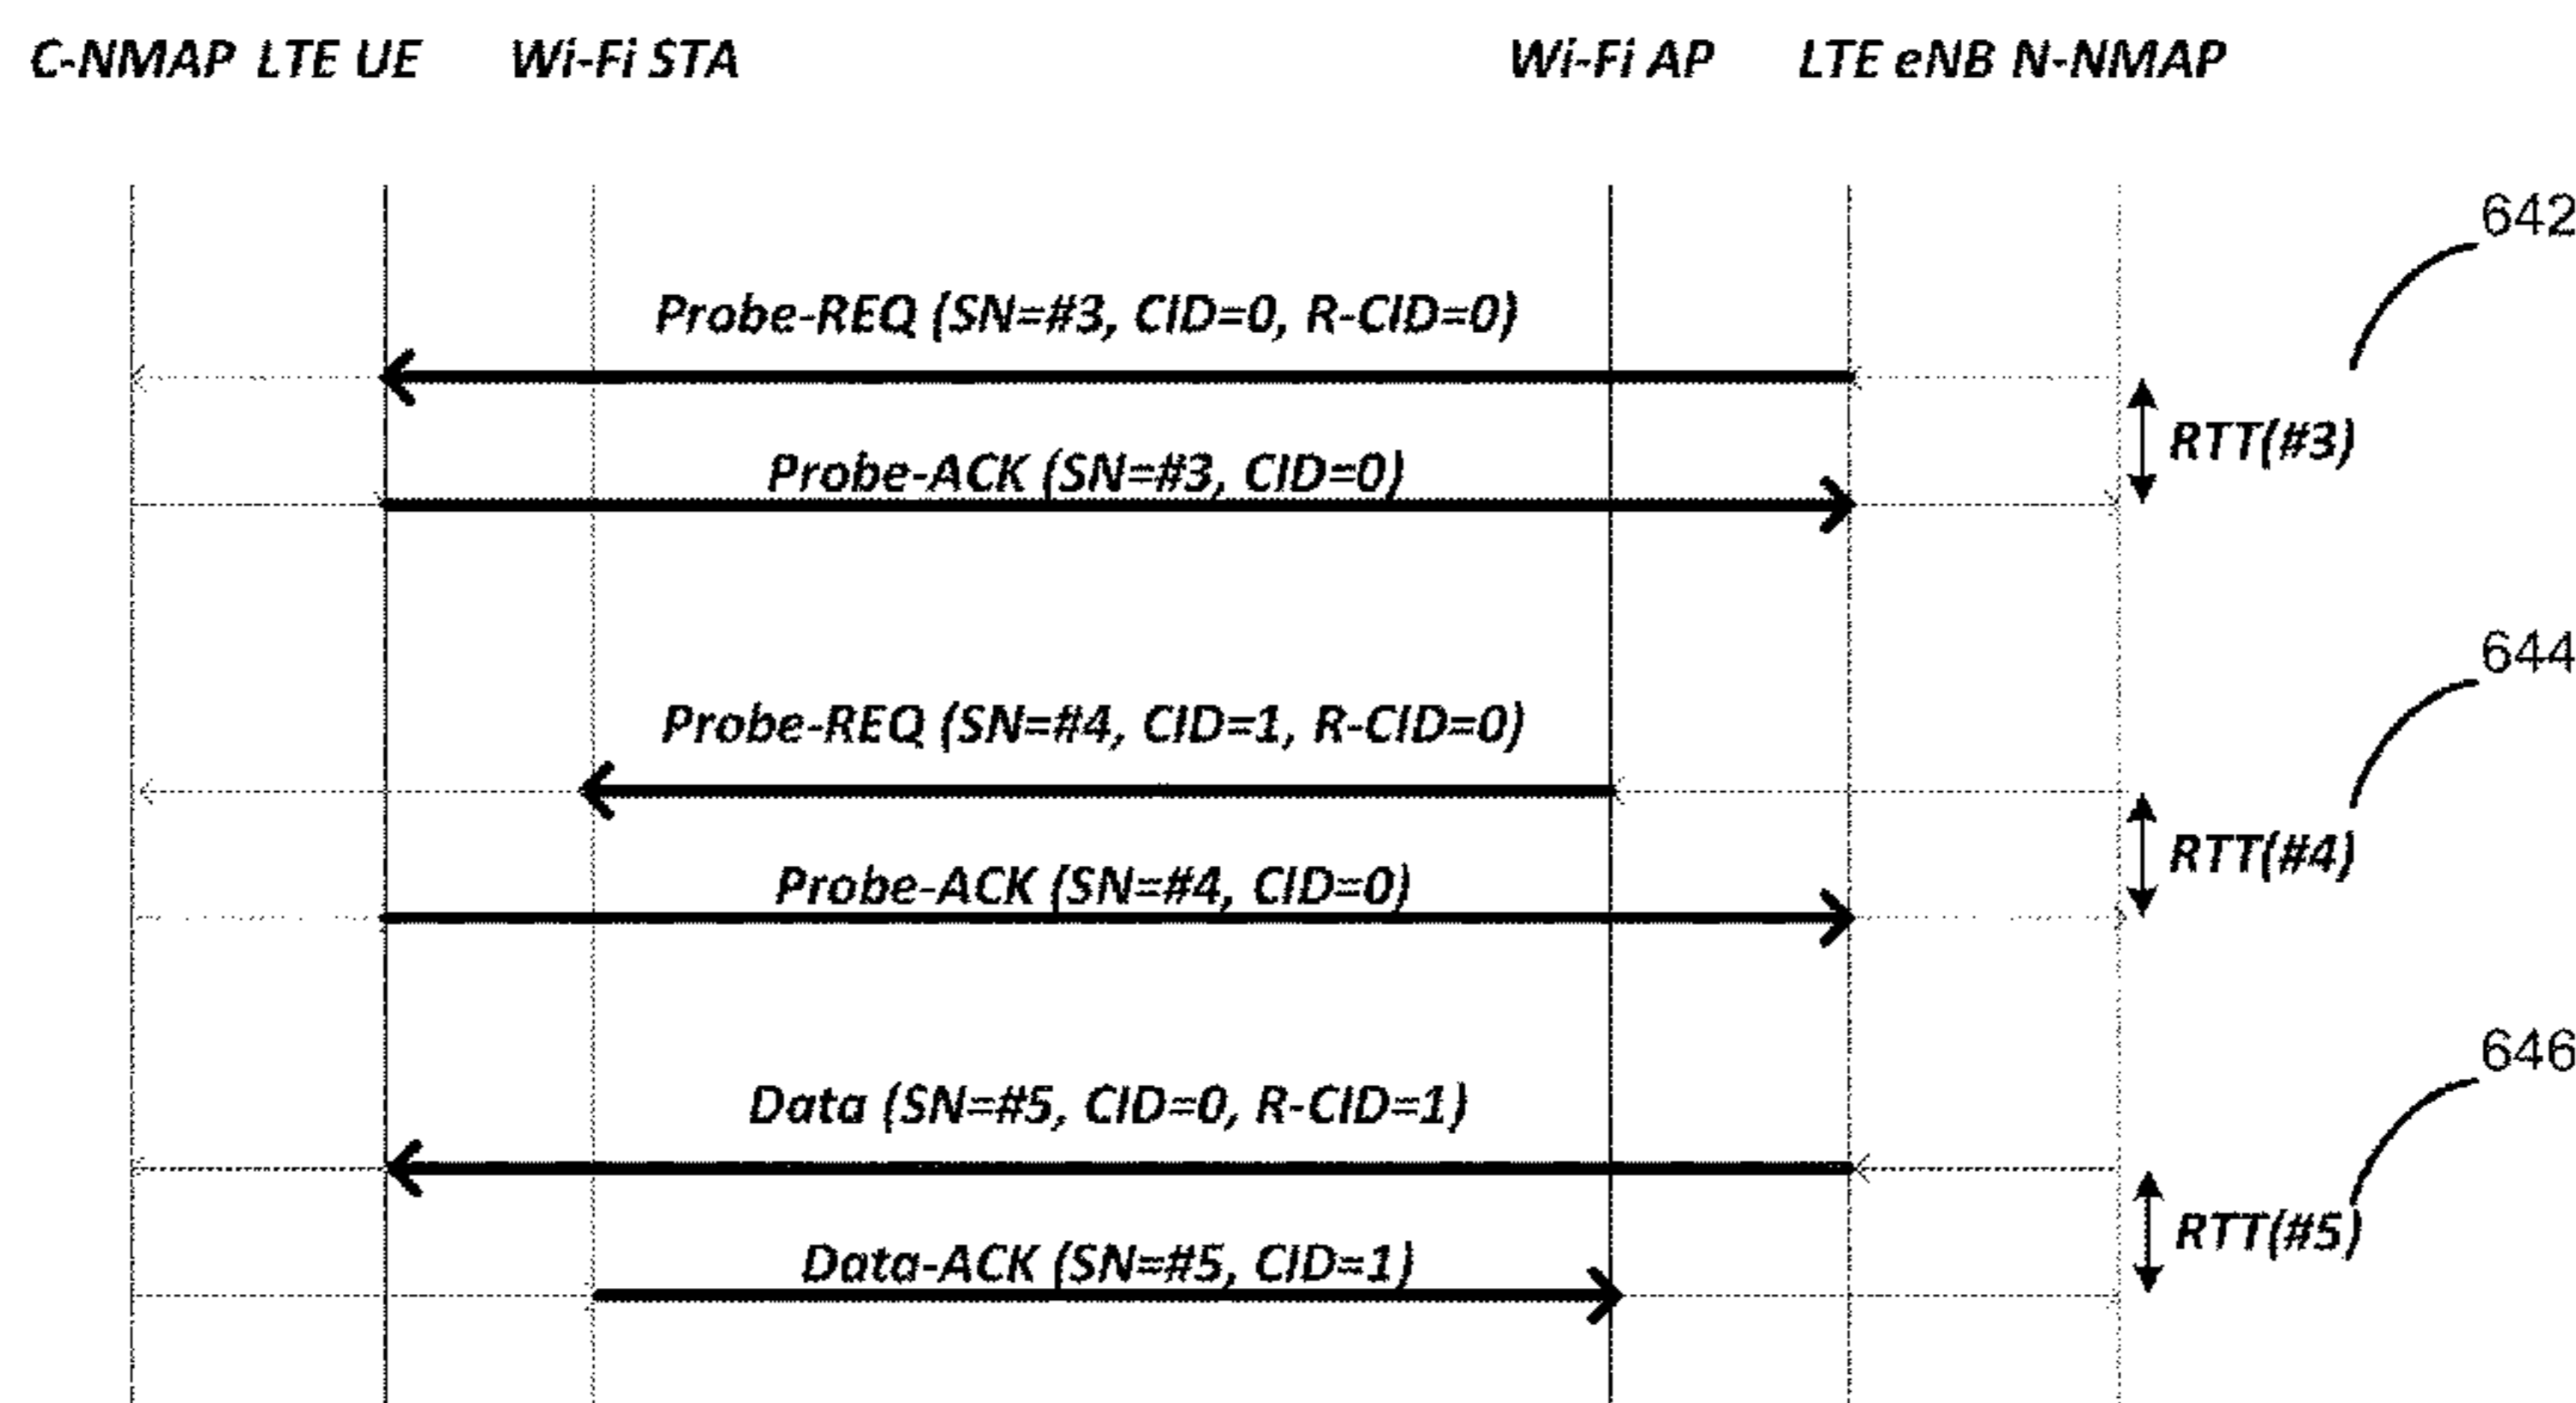 C-NMAP LTE UE Wi-Fi STA Wi-Fi AP LTE eNB N-NMAP
642
Probe-REQ (SN=#3, CID=0, R-CID=0)
RTT(#3)
Probe-ACK (SN=#3, CID=0)
644
Probe-REQ (SN=#4, CID=1, R-CID=0)
RTT(#4)
Probe-ACK (SN=#4, CID=0)
646
Data (SN=#5, CID=0, R-CID=1)
RTT(#5)
Data-ACK (SN=#5, CID=1)